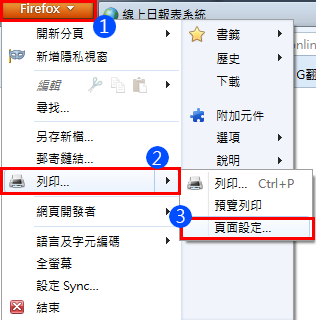 Firefox
線上日報表系統
1
開新分頁
新增隱私視窗
編輯
尋找...
另存新檔...
郵寄鏈結...
2
列印...
網頁開發者
語言及字元編碼
全螢幕
設定 Sync...
結束
書籤
歷史
下載
附加元件
選項
說明
online
G翻
列印... Ctrl+P
預覽列印
3
頁面設定...